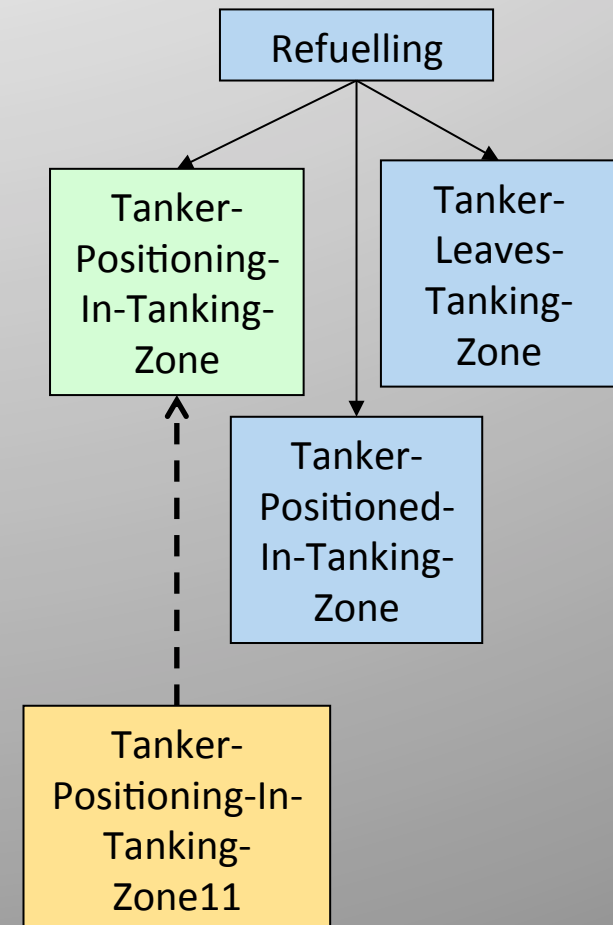 Refuelling
Tanker-
Positioning-
In-Tanking-
Zone
Tanker-
Leaves-
Tanking-
Zone
Tanker-
Positioned-
In-Tanking-
Zone
Tanker-
Positioning-In-
Tanking-
Zone11